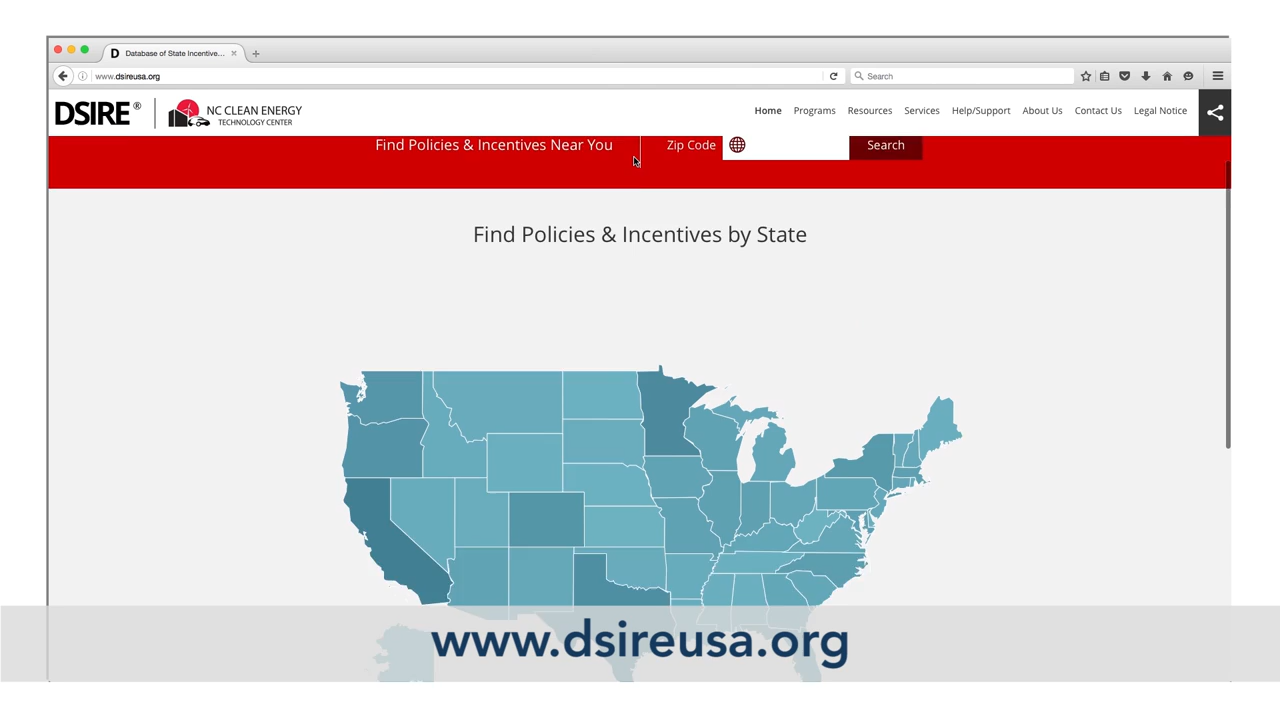 D Database of State Incentive...
www.dsireusa.org
Search
DSIRE®
NC CLEAN ENERGY
TECHNOLOGY CENTER
Home Programs Resources Services Help/Support About Us Contact Us Legal Notice
Find Policies & Incentives Near You Zip Code Search
Find Policies & Incentives by State
www.dsireusa.org